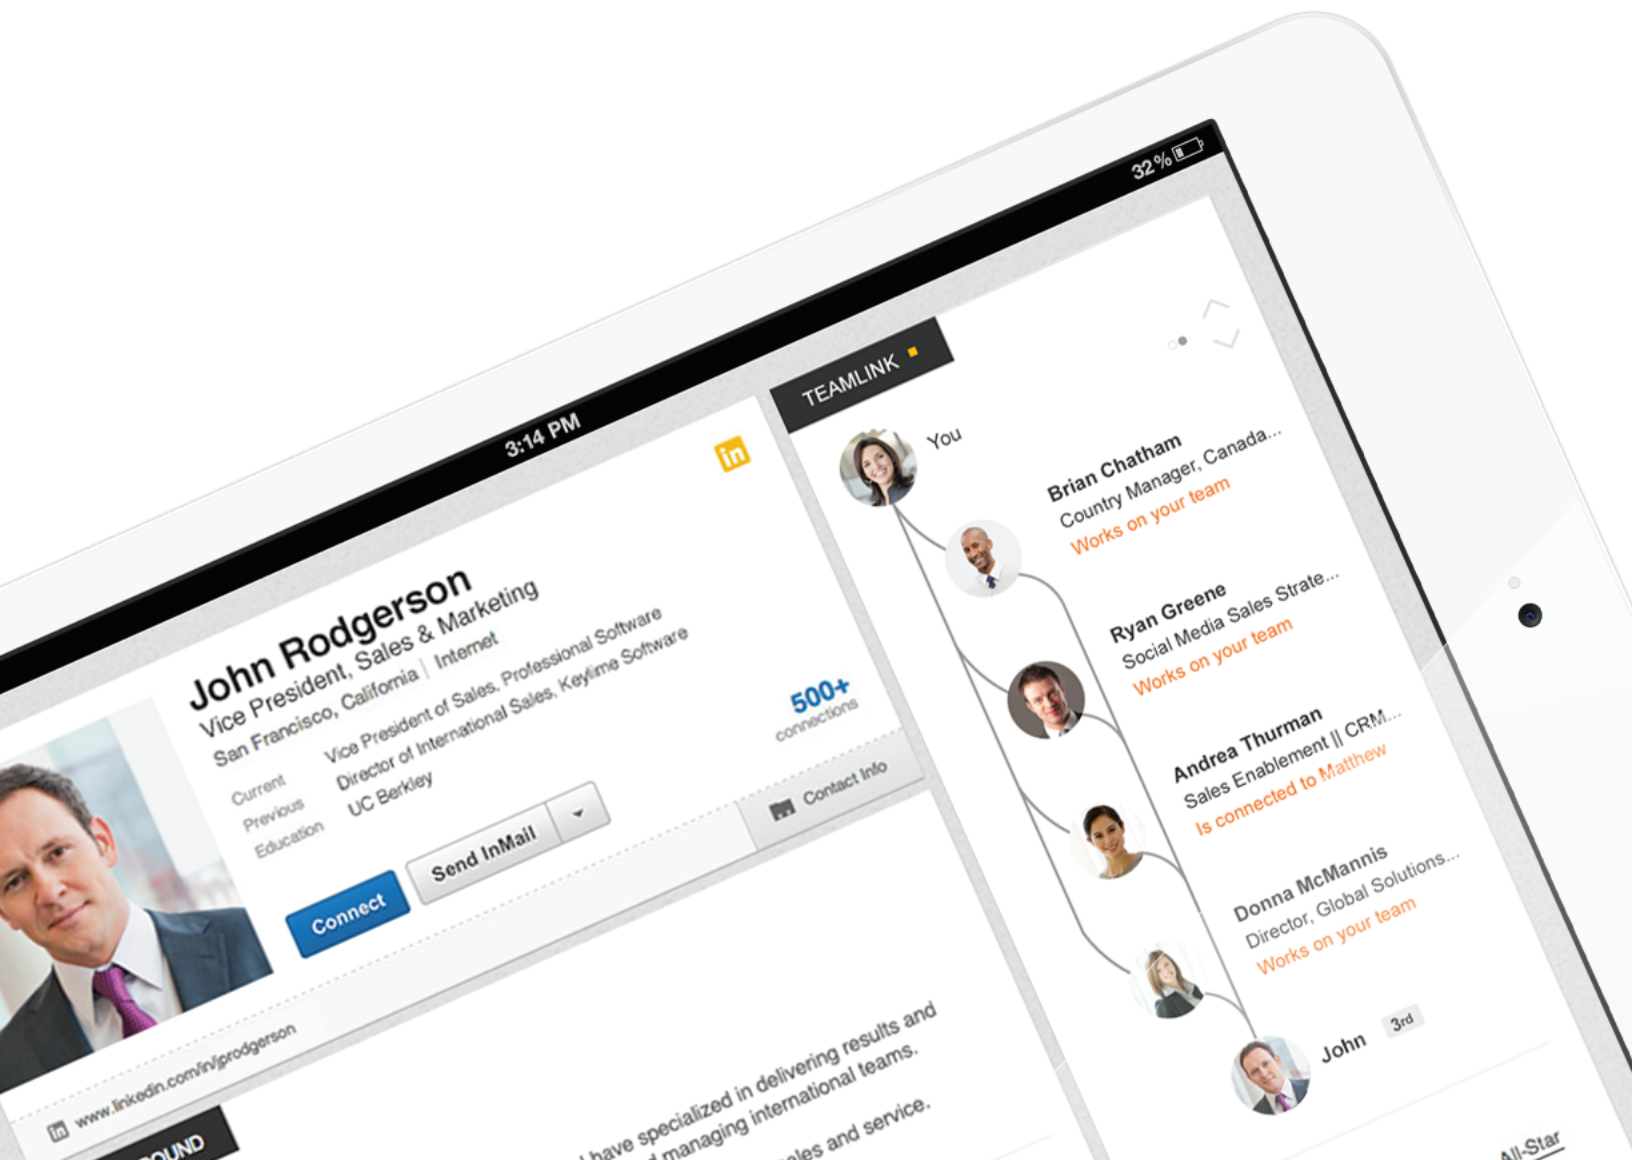 3:14 PM
32%
in
John Rodgerson
Vice President, Sales & Marketing
San Francisco, California | Internet
Current Vice President of Sales, Professional Software
Previous Director of International Sales, Keylime Software
Education UC Berkley
Connect
Send InMail
500+
connections
Contact Info
in www.linkedin.com/in/jprodgerson
OUND
have specialized in delivering results and
managing international teams.
and service.
TEAMLINK
You
Brian Chatham
Country Manager, Canada...
Works on your team
Ryan Greene
Social Media Sales Strate...
Works on your team
Andrea Thurman
Sales Enablement || CRM...
Is connected to Matthew
Donna McMannis
Director, Global Solutions...
Works on your team
John 3rd
All-Star